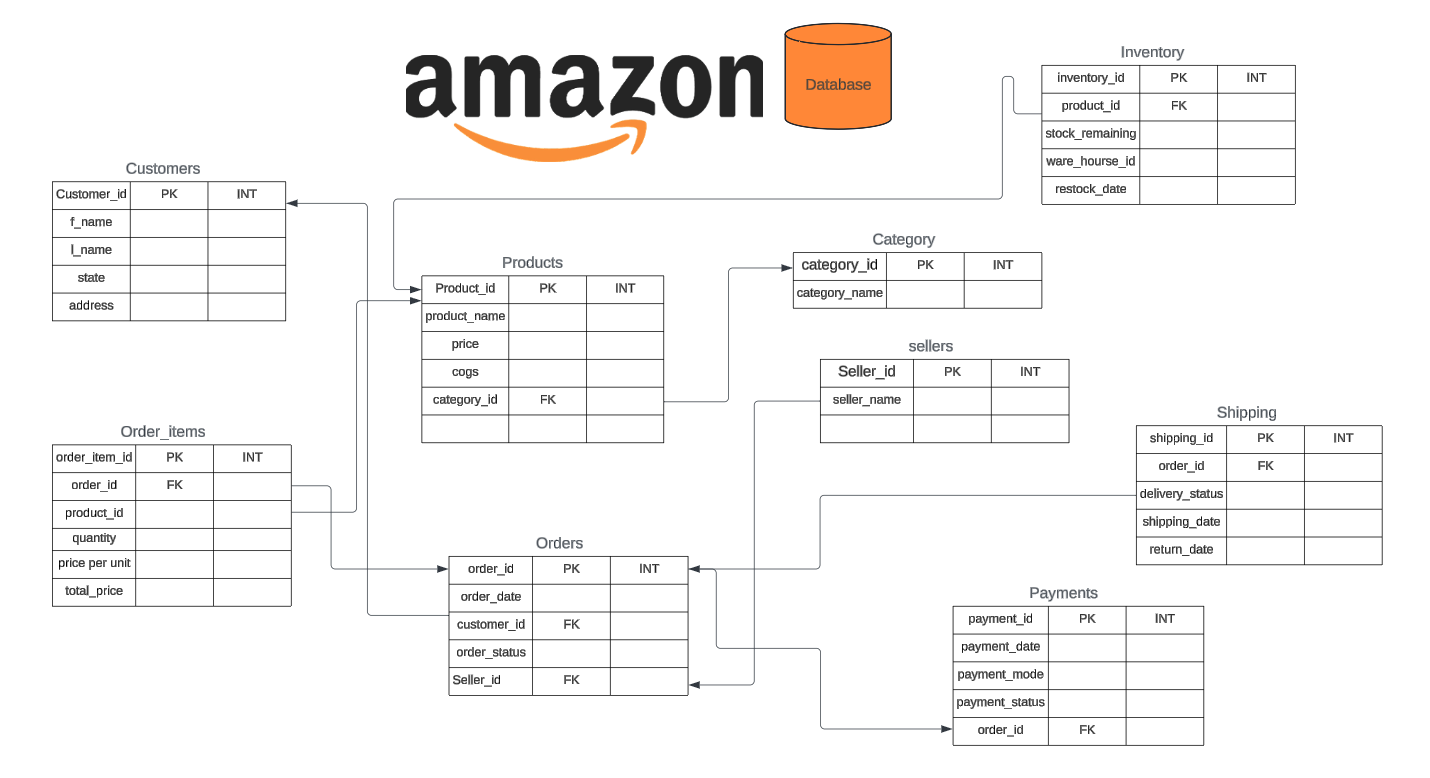 amazon
Database
Inventory
inventory_id PK INT
product_id FK
stock_remaining
ware_hourse_id
restock_date
Customers
Customer_id PK INT
f_name
l_name
state
address
Category
category_id PK INT
category_name
Products
Product_id PK INT
product_name
price
cogs
category_id FK
sellers
Seller_id PK INT
seller_name
Shipping
shipping_id PK INT
order_id FK
delivery_status
shipping_date
return_date
Order_items
order_item_id PK INT
order_id FK
product_id
quantity
price per unit
total_price
Orders
order_id PK INT
order_date
customer_id FK
order_status
Seller_id FK
Payments
payment_id PK INT
payment_date
payment_mode
payment_status
order_id FK